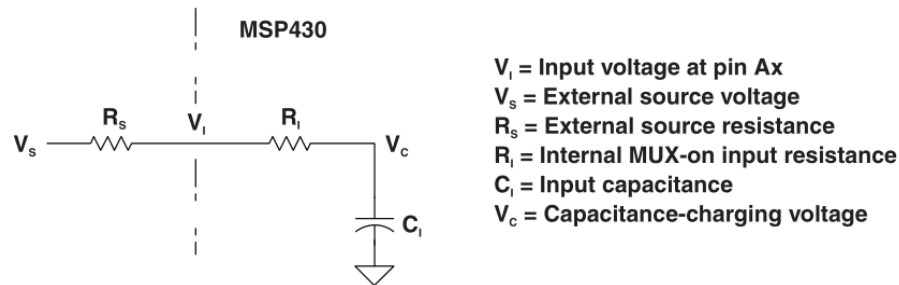 MSP430
V_S
R_S
V_I
R_I
V_C
C_I
V_I = Input voltage at pin Ax
V_S = External source voltage
R_S = External source resistance
R_I = Internal MUX-on input resistance
C_I = Input capacitance
V_C = Capacitance-charging voltage